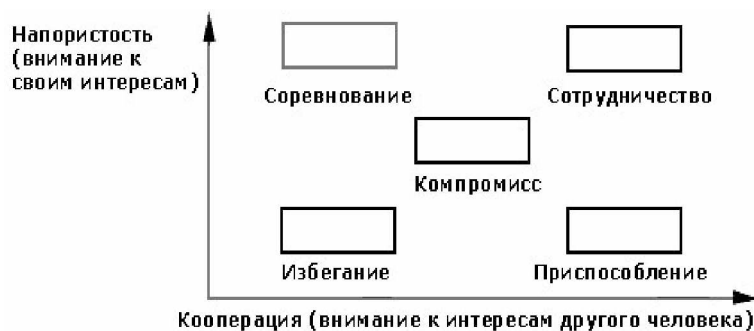 Напористость
(внимание к
своим интересам)
Соревнование
Сотрудничество
Компромисс
Избегание
Приспособление
Кооперация (внимание к интересам другого человека)